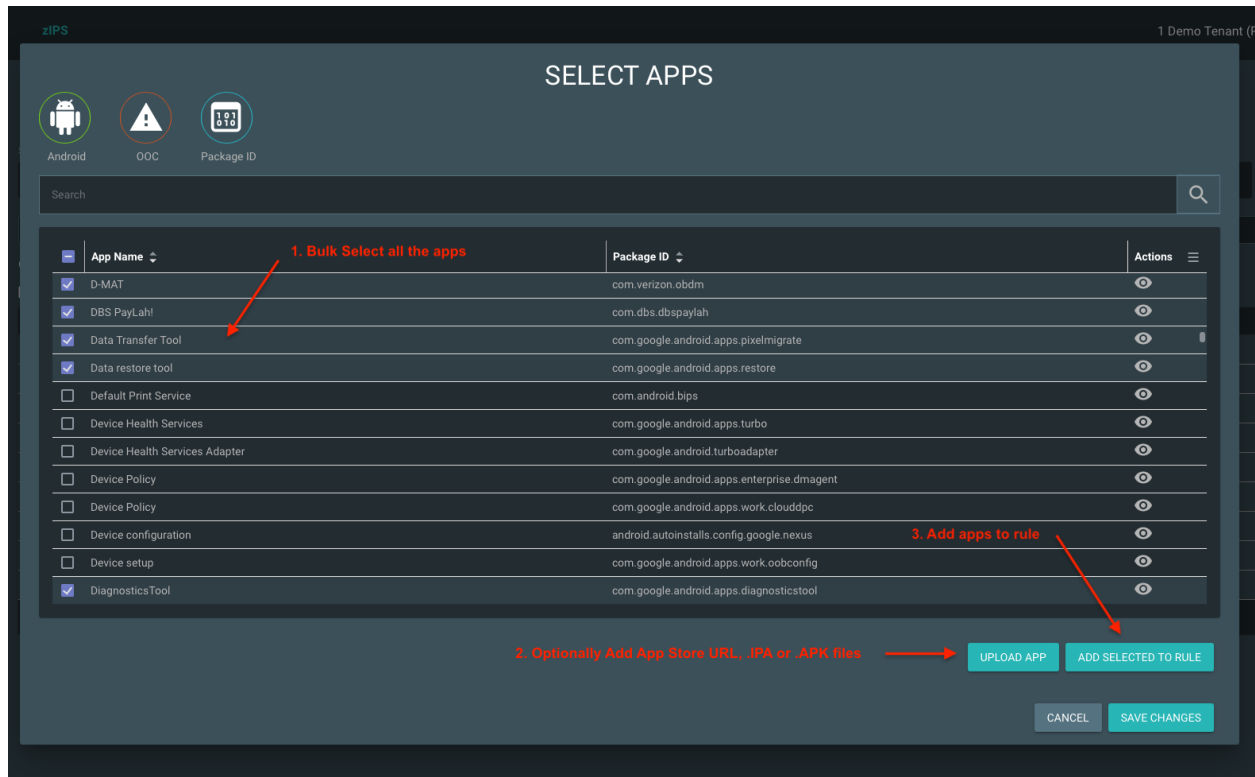 zIPS
1 Demo Tenant (R
SELECT APPS
Android OOC Package ID
Search
1. Bulk Select all the apps
App Name Package ID Actions
D-MAT com.verizon.obdm
DBS PayLah! com.dbs.dbspaylah
Data Transfer Tool com.google.android.apps.pixelmigrate
Data restore tool com.google.android.apps.restore
Default Print Service com.android.bips
Device Health Services com.google.android.apps.turbo
Device Health Services Adapter com.google.android.turboadapter
Device Policy com.google.android.apps.enterprise.dmagent
Device Policy com.google.android.apps.work.clouddpc
Device configuration android.autoinstalls.config.google.nexus
3. Add apps to rule
Device setup com.google.android.apps.work.oobconfig
DiagnosticsTool com.google.android.apps.diagnosticstool
2. Optionally Add App Store URL, .IPA or .APK files
UPLOAD APP ADD SELECTED TO RULE
CANCEL SAVE CHANGES